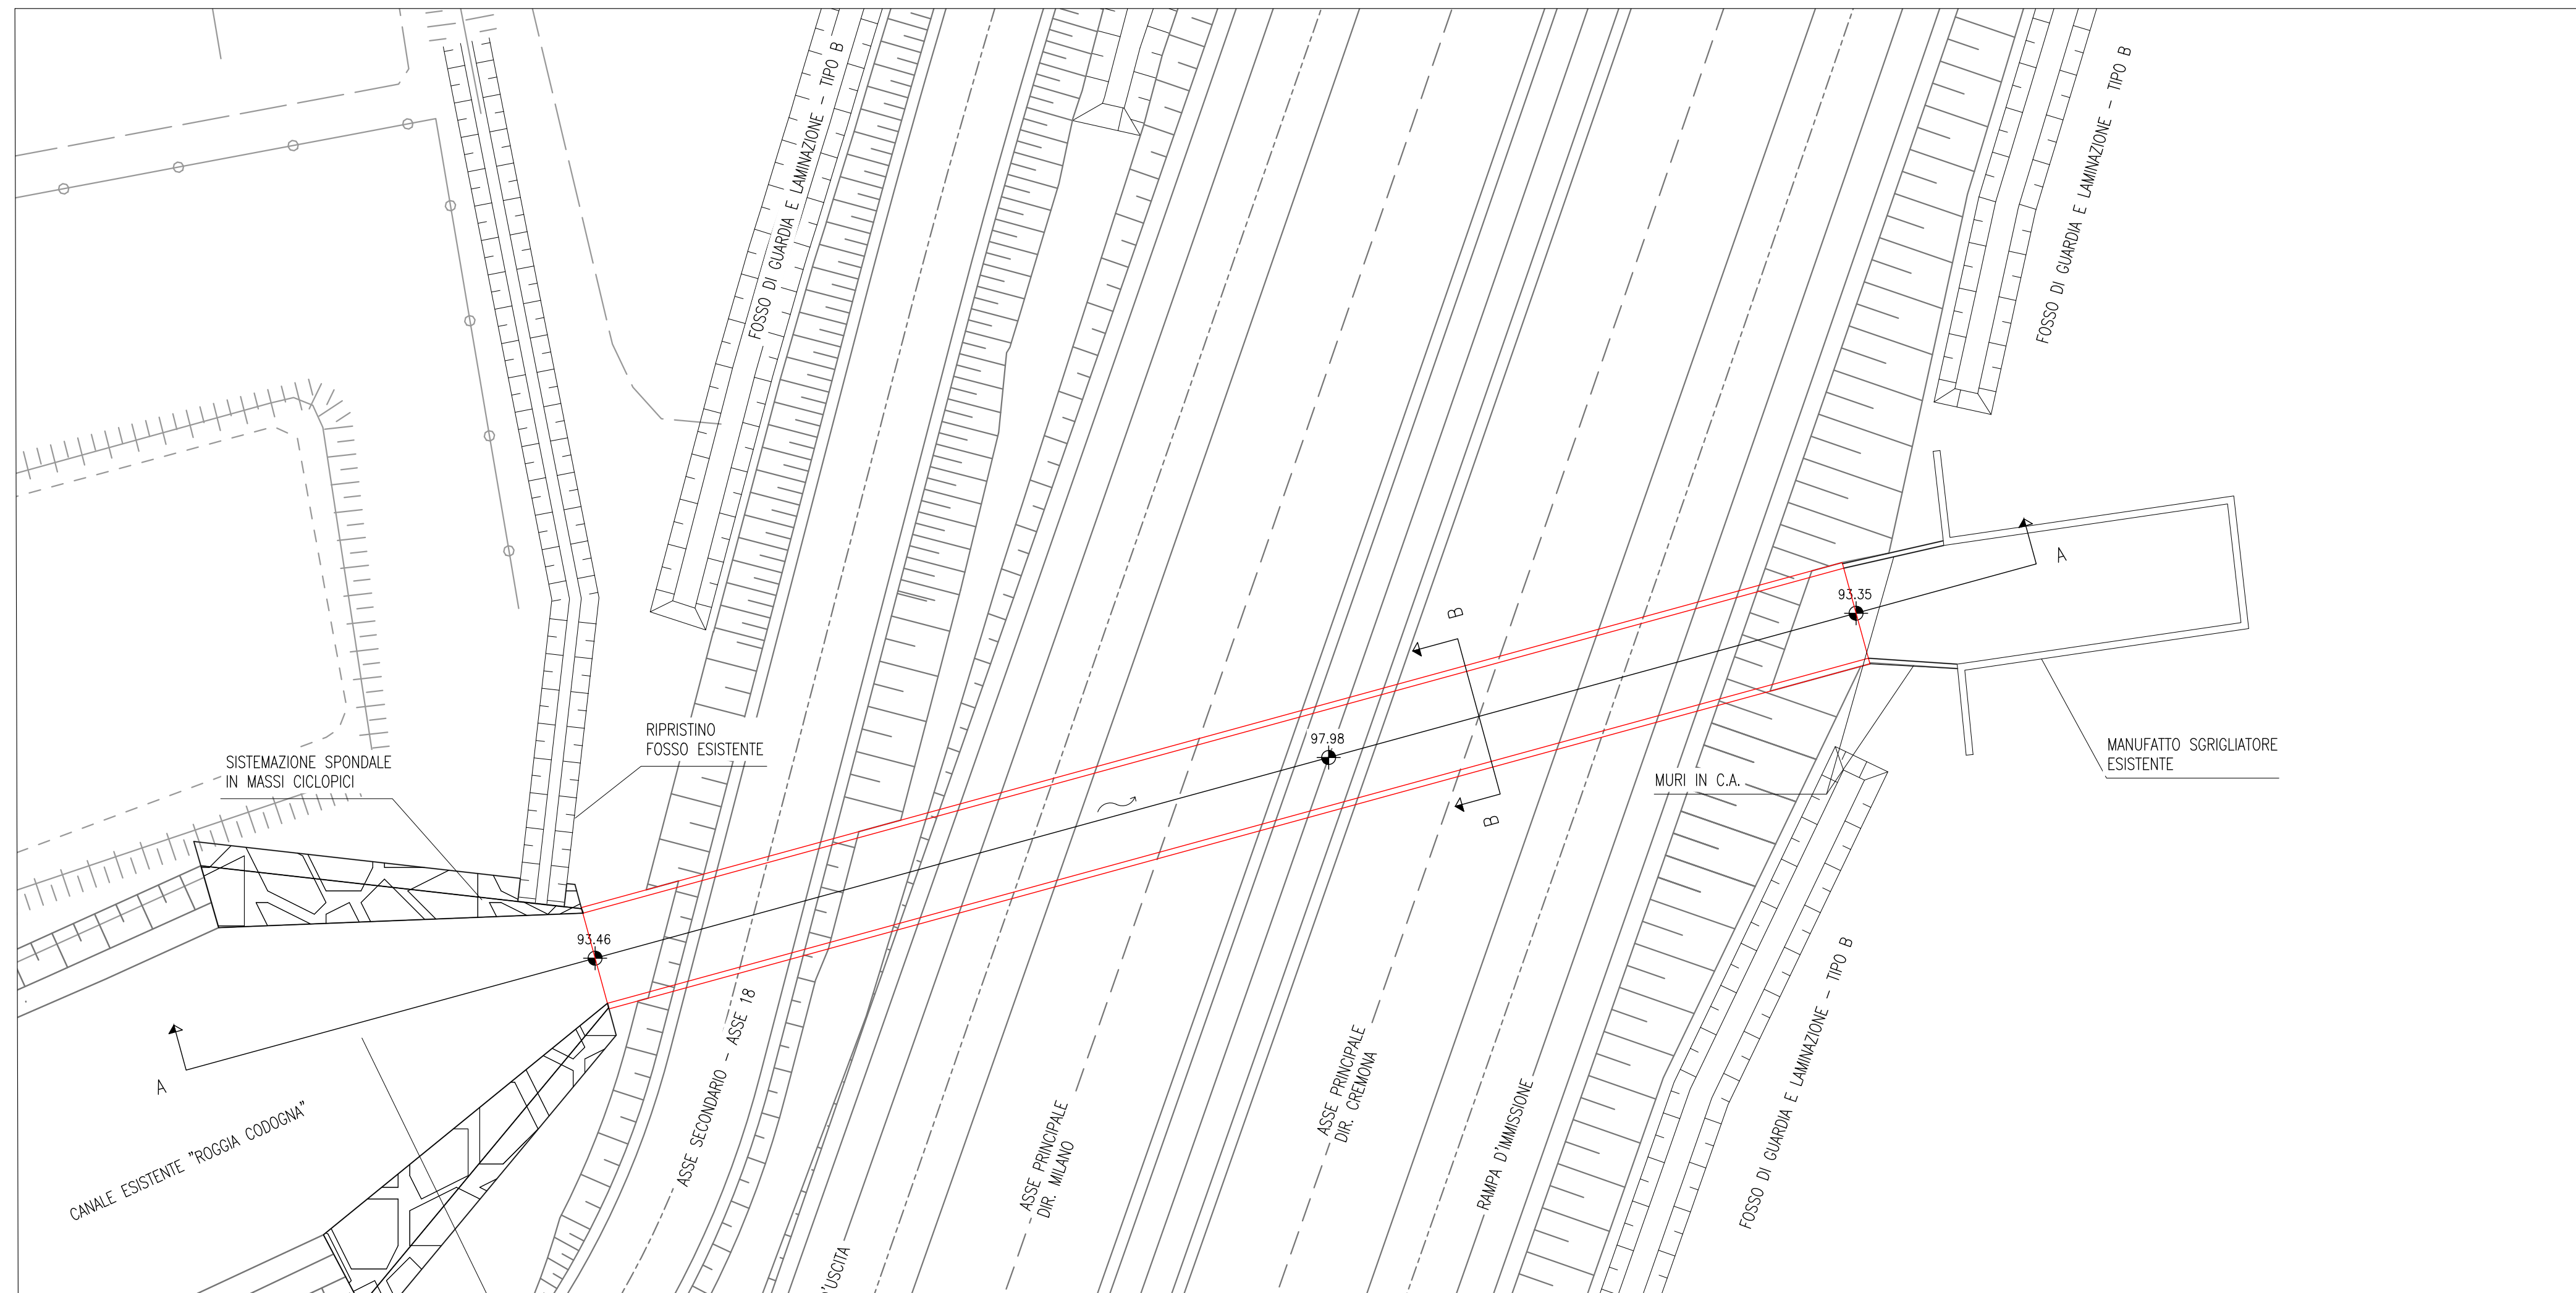 FOSSO DI GUARDIA E LAMINAZIONE - TIPO B
FOSSO DI GUARDIA E LAMINAZIONE - TIPO B
A
93.35
B
RIPRISTINO
FOSSO ESISTENTE
97.98
MANUFATTO SGRIGLIATORE
ESISTENTE
SISTEMAZIONE SPONDALE
IN MASSI CICLOPICI
MURI IN C.A.
B
93.46
A
ASSE SECONDARIO - ASSE 18
CANALE ESISTENTE "ROGGIA CODOGNA"
ASSE PRINCIPALE
DIR. MILANO
ASSE PRINCIPALE
DIR. CREMONA
RAMPA D'IMMISSIONE
FOSSO DI GUARDIA E LAMINAZIONE - TIPO B
'USCITA